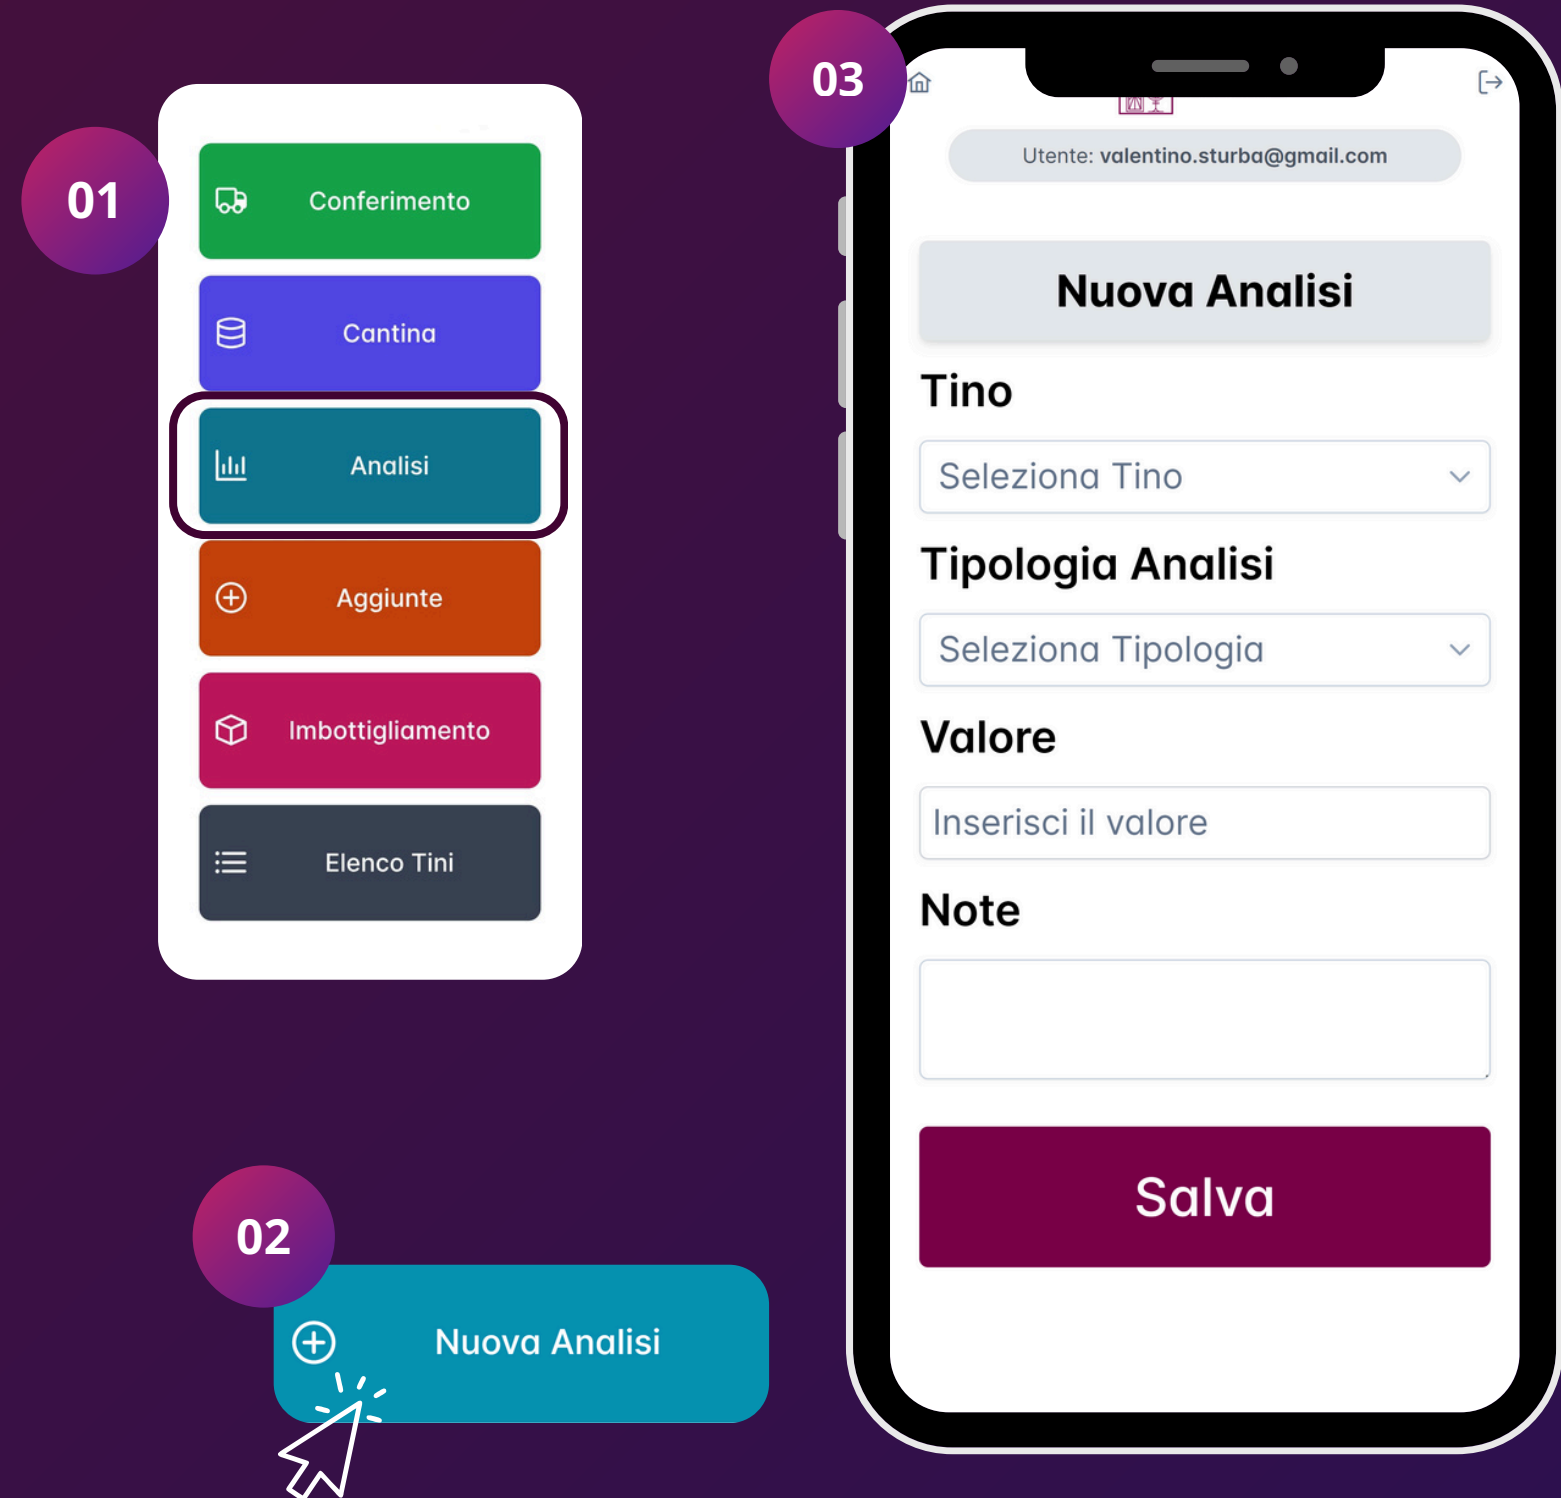 01
Conferimento
Cantina
Analisi
Aggiunte
Imbottigliamento
Elenco Tini
02
Nuova Analisi
03
Utente: valentino.sturba@gmail.com
Nuova Analisi
Tino
Seleziona Tino
Tipologia Analisi
Seleziona Tipologia
Valore
Inserisci il valore
Note
Salva